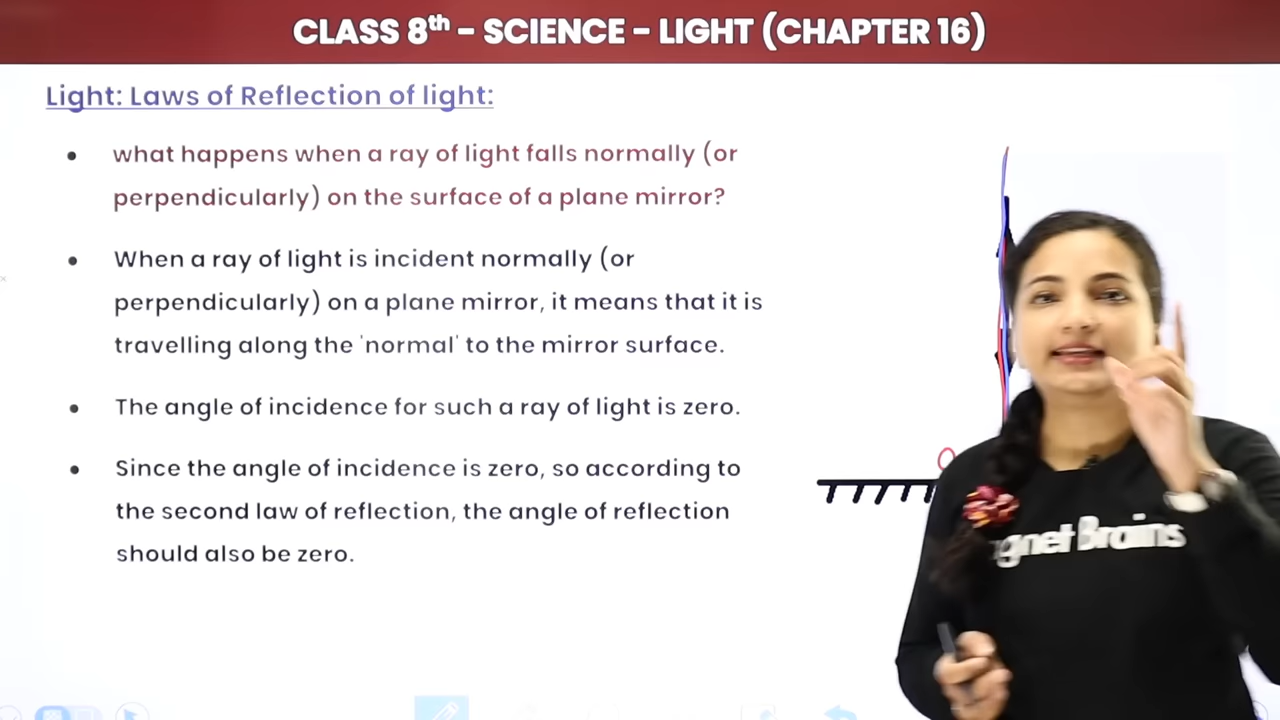 CLASS 8th – SCIENCE – LIGHT (CHAPTER 16)
Light: Laws of Reflection of light:
• what happens when a ray of light falls normally (or
perpendicularly) on the surface of a plane mirror?
• When a ray of light is incident normally (or
perpendicularly) on a plane mirror, it means that it is
travelling along the 'normal' to the mirror surface.
• The angle of incidence for such a ray of light is zero.
• Since the angle of incidence is zero, so according to
the second law of reflection, the angle of reflection
should also be zero.
gnet Brains